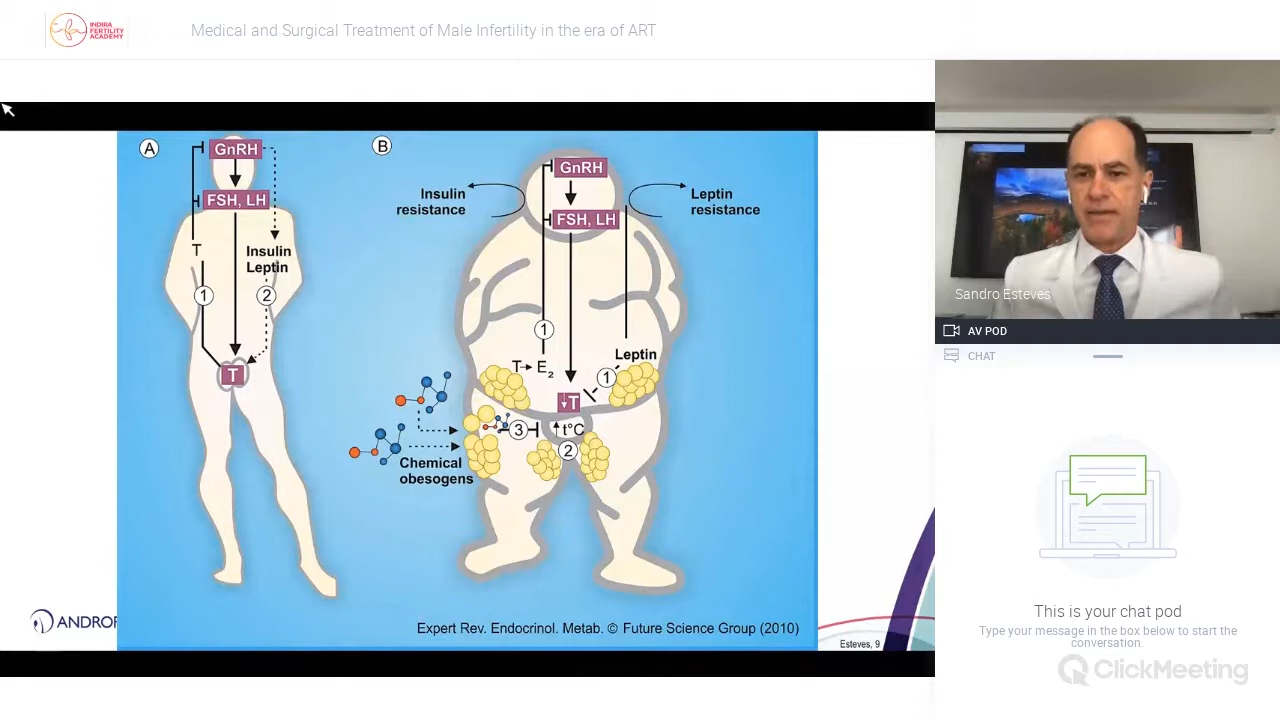 INDIRA
FERTILITY
ACADEMY
Medical and Surgical Treatment of Male Infertility in the era of ART
A
GnRH
FSH, LH
T
Insulin
Leptin
1
2
T
B
GnRH
Insulin
resistance
Leptin
resistance
FSH, LH
1
T
E2
Leptin
1
↓T
3
↑ t°C
2
Chemical
obesogens
ANDROF
Expert Rev. Endocrinol. Metab. © Future Science Group (2010)
Esteves, 9
Sandro Esteves
AV POD
CHAT
This is your chat pod
Type your message in the box below to start the
conversation.
ClickMeeting